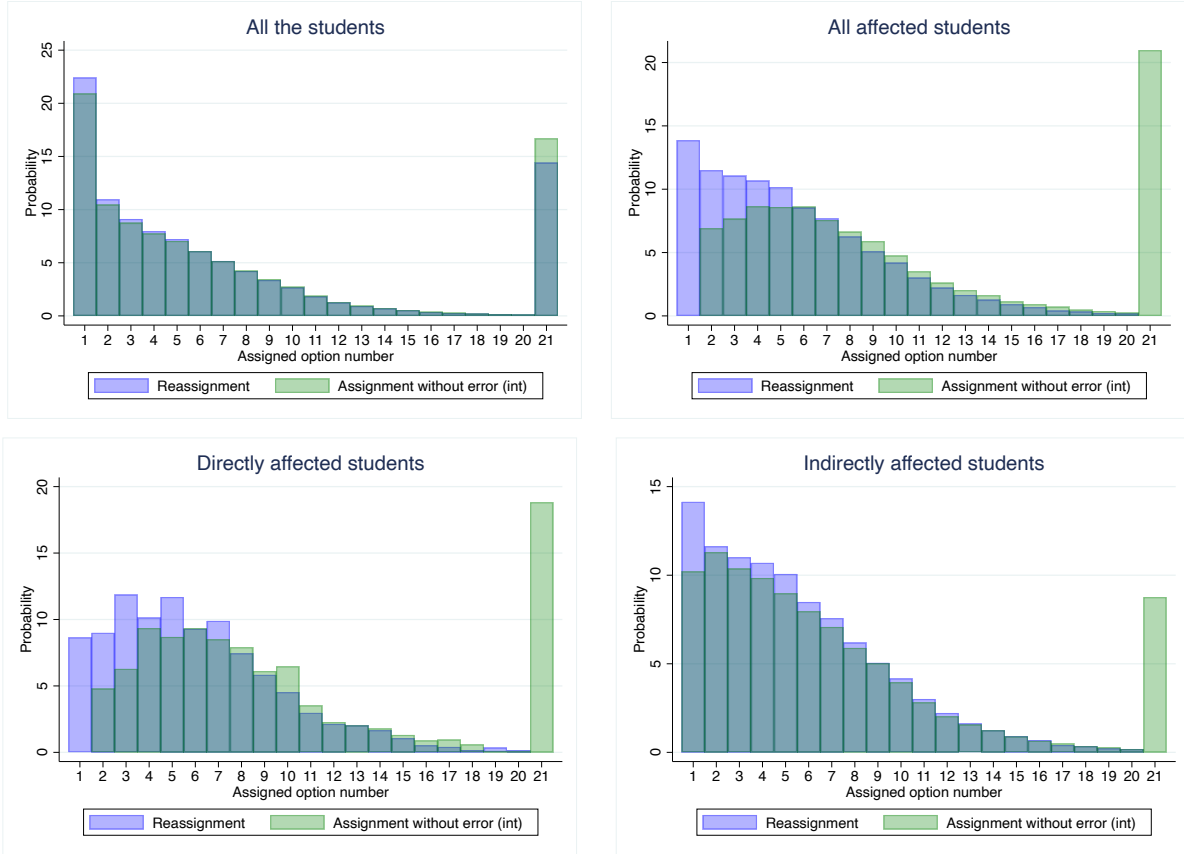 All the students
25
20
15
10
5
0
Probability
1 2 3 4 5 6 7 8 9 10 11 12 13 14 15 16 17 18 19 20 21
Assigned option number
Reassignment Assignment without error (int)
All affected students
20
15
10
5
0
Probability
1 2 3 4 5 6 7 8 9 10 11 12 13 14 15 16 17 18 19 20 21
Assigned option number
Reassignment Assignment without error (int)
Directly affected students
20
15
10
5
0
Probability
1 2 3 4 5 6 7 8 9 10 11 12 13 14 15 16 17 18 19 20 21
Assigned option number
Reassignment Assignment without error (int)
Indirectly affected students
15
10
5
0
Probability
1 2 3 4 5 6 7 8 9 10 11 12 13 14 15 16 17 18 19 20 21
Assigned option number
Reassignment Assignment without error (int)